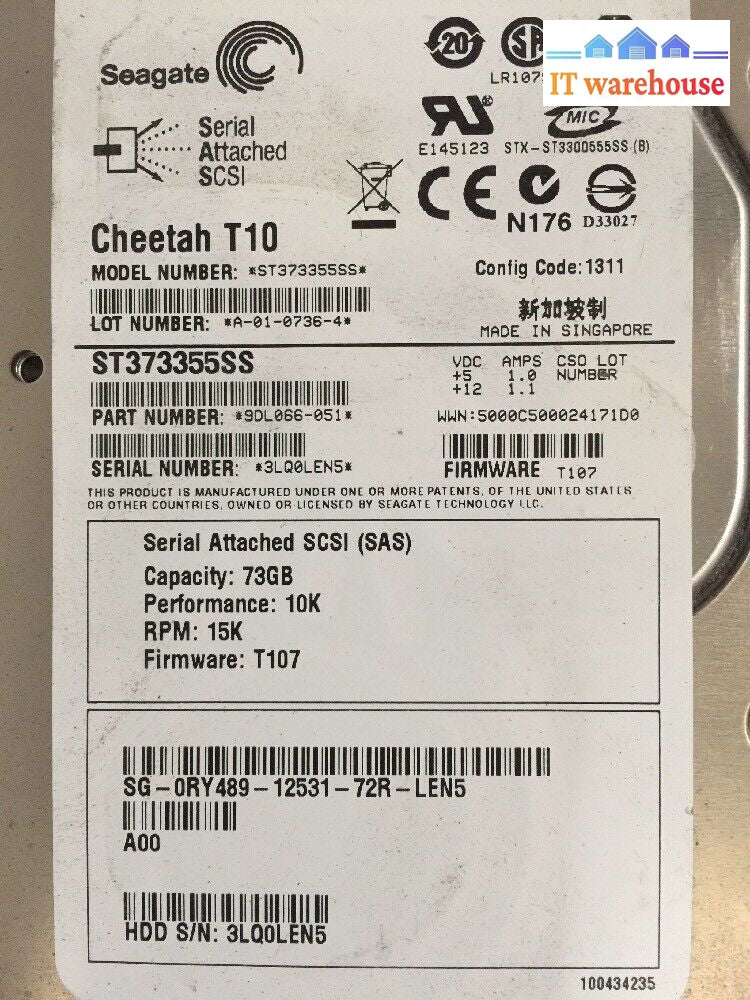 Seagate
20
IT warehouse
Serial
Attached
SCSI
MIC
E145123 STX-ST3300555SS (B)
CE N176 D33027
Cheetah T10
MODEL NUMBER: *ST373355SS*
Config Code:1311
LOT NUMBER: *A-01-0736-4*
新加坡制
MADE IN SINGAPORE
ST373355SS
VDC AMPS CSO LOT
+5 1.0 NUMBER
+12 1.1
PART NUMBER: *9DL066-051*
WWN:5000C500024171D0
SERIAL NUMBER: *3LQ0LEN5*
FIRMWARE T107
THIS PRODUCT IS MANUFACTURED UNDER ONE OR MORE PATENTS, OF THE UNITED STATES
OR OTHER COUNTRIES, OWNED OR LICENSED BY SEAGATE TECHNOLOGY LLC.
Serial Attached SCSI (SAS)
Capacity: 73GB
Performance: 10K
RPM: 15K
Firmware: T107
SG-0RY489-12531-72R-LEN5
A00
HDD S/N: 3LQ0LEN5
100434235